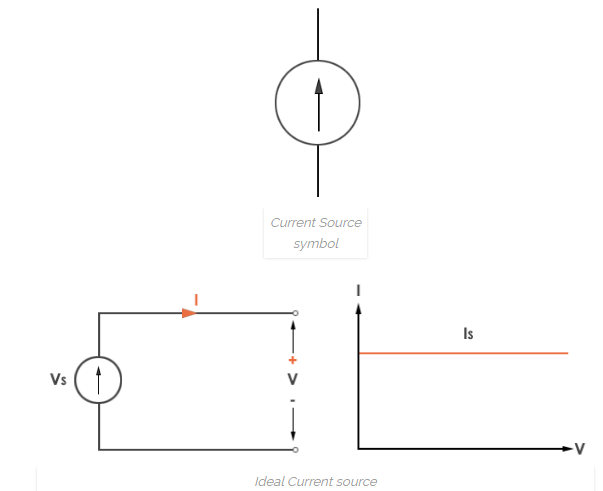 Current Source
symbol
I
Vs
+
V
-
I
Is
V
Ideal Current source